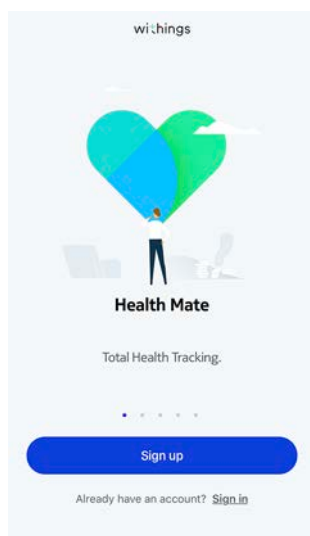 withings
Health Mate
Total Health Tracking.
Sign up
Already have an account? Sign in